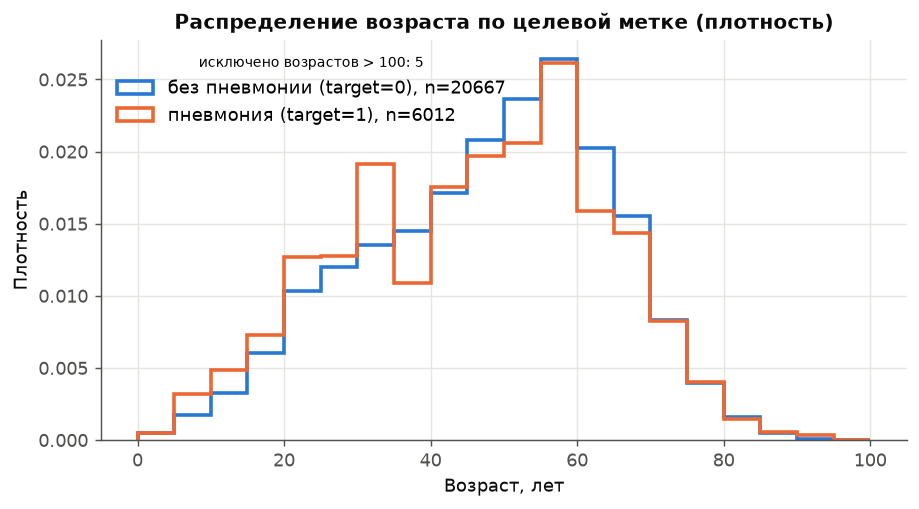 Распределение возраста по целевой метке (плотность)
исключено возрастов > 100: 5
без пневмонии (target=0), n=20667
пневмония (target=1), n=6012
Плотность
0.025
0.020
0.015
0.010
0.005
0.000
0 20 40 60 80 100
Возраст, лет